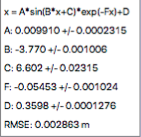 x = A*sin(B*x+C)*exp(-Fx)+D
A: 0.009910 +/- 0.0002315
B: -3.770 +/- 0.001006
C: 6.602 +/- 0.02315
F: -0.05453 +/- 0.001024
D: 0.3598 +/- 0.0001276
RMSE: 0.002863 m